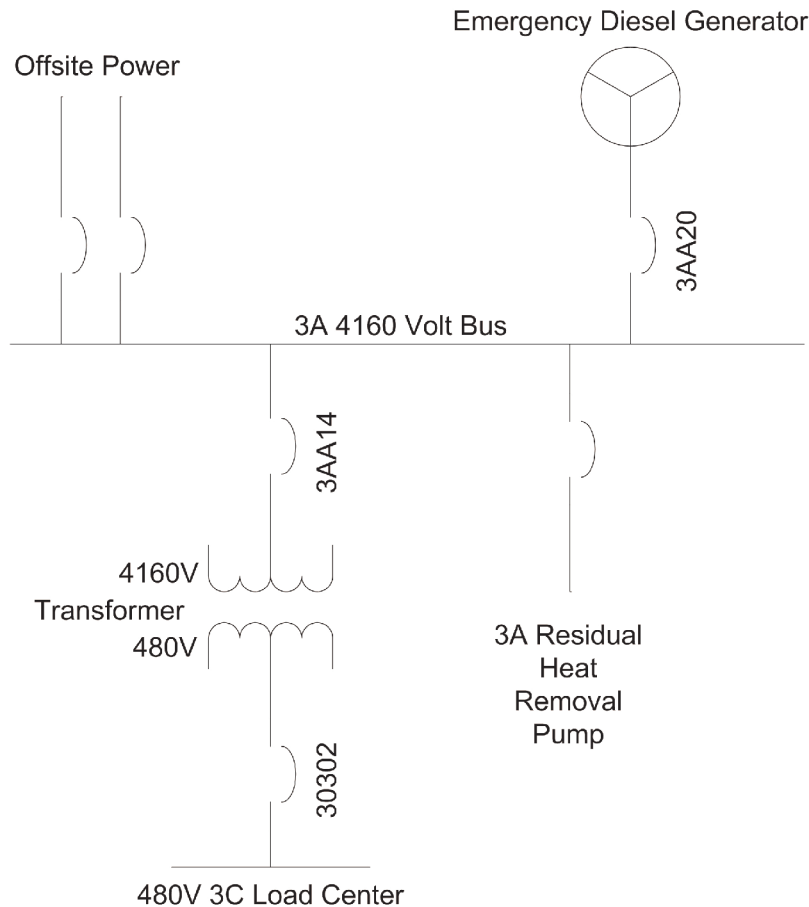 Emergency Diesel Generator
Offsite Power
3AA20
3A 4160 Volt Bus
3AA14
4160V
Transformer
480V
3A Residual
Heat
Removal
Pump
30302
480V 3C Load Center